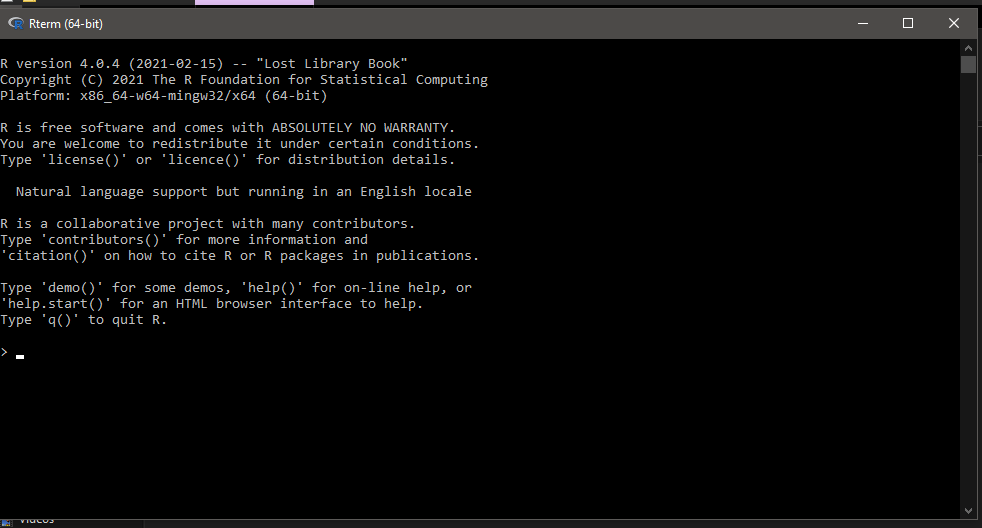 Rterm (64-bit)
R version 4.0.4 (2021-02-15) -- "Lost Library Book"
Copyright (C) 2021 The R Foundation for Statistical Computing
Platform: x86_64-w64-mingw32/x64 (64-bit)
R is free software and comes with ABSOLUTELY NO WARRANTY.
You are welcome to redistribute it under certain conditions.
Type 'license()' or 'licence()' for distribution details.
Natural language support but running in an English locale
R is a collaborative project with many contributors.
Type 'contributors()' for more information and
'citation()' on how to cite R or R packages in publications.
Type 'demo()' for some demos, 'help()' for on-line help, or
'help.start()' for an HTML browser interface to help.
Type 'q()' to quit R.
>
Videos